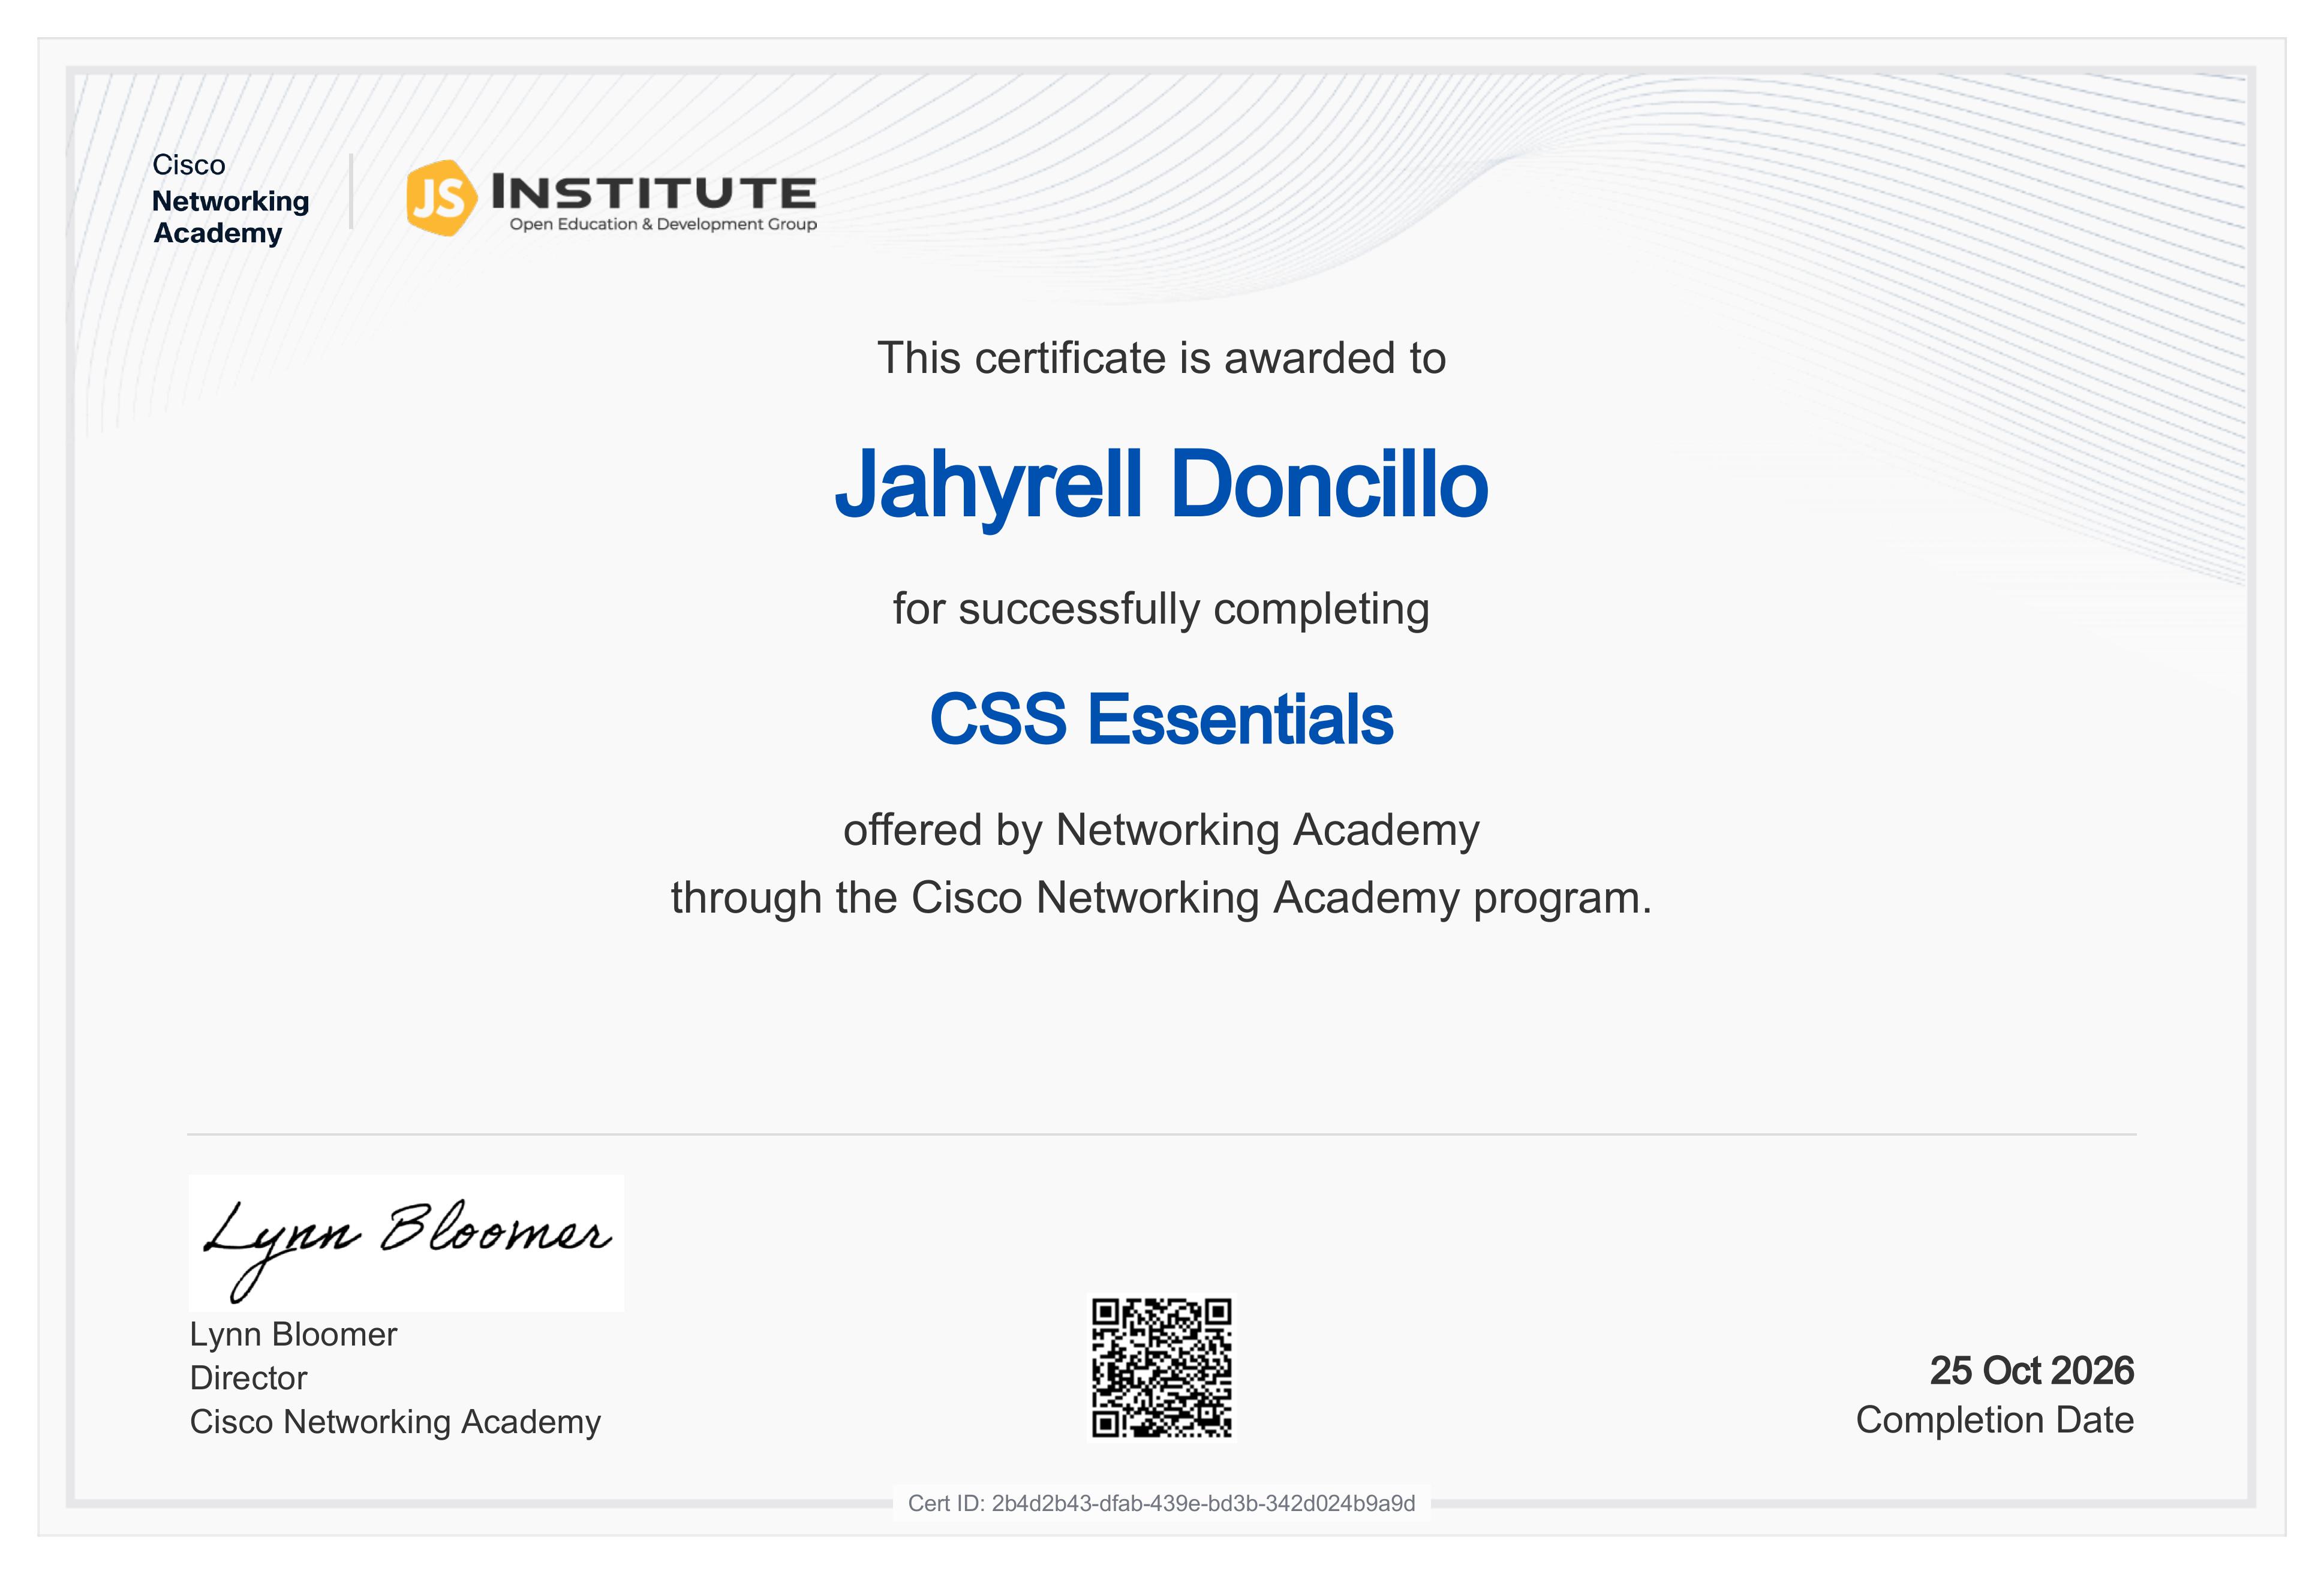 Cisco
Networking
Academy
JS INSTITUTE
Open Education & Development Group
This certificate is awarded to
Jahyrell Doncillo
for successfully completing
CSS Essentials
offered by Networking Academy
through the Cisco Networking Academy program.
Lynn Bloomer
Lynn Bloomer
Director
Cisco Networking Academy
25 Oct 2026
Completion Date
Cert ID: 2b4d2b43-dfab-439e-bd3b-342d024b9a9d